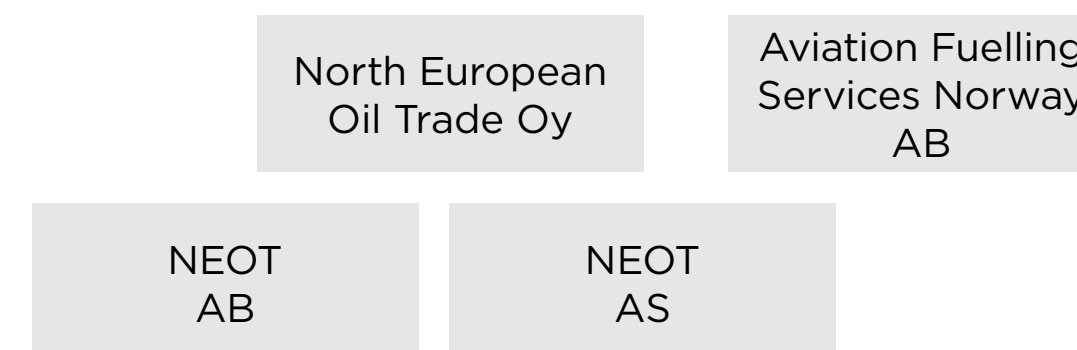 North European
Oil Trade Oy
Aviation Fuelling
Services Norway
AB
NEOT
AB
NEOT
AS